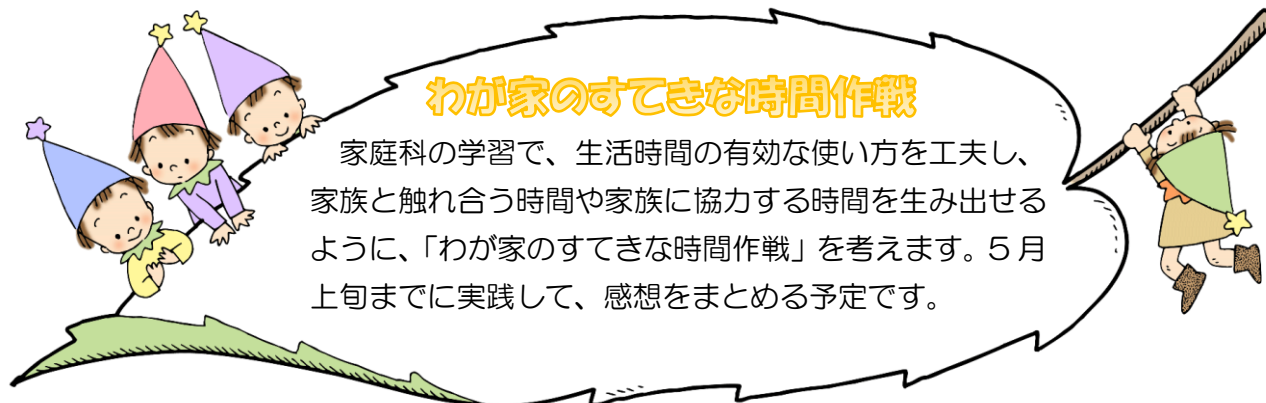 わが家のすてきな時間作戦
　家庭科の学習で、生活時間の有効な使い方を工夫し、
家族と触れ合う時間や家族に協力する時間を生み出せる
ように、「わが家のすてきな時間作戦」を考えます。５月
上旬までに実践して、感想をまとめる予定です。